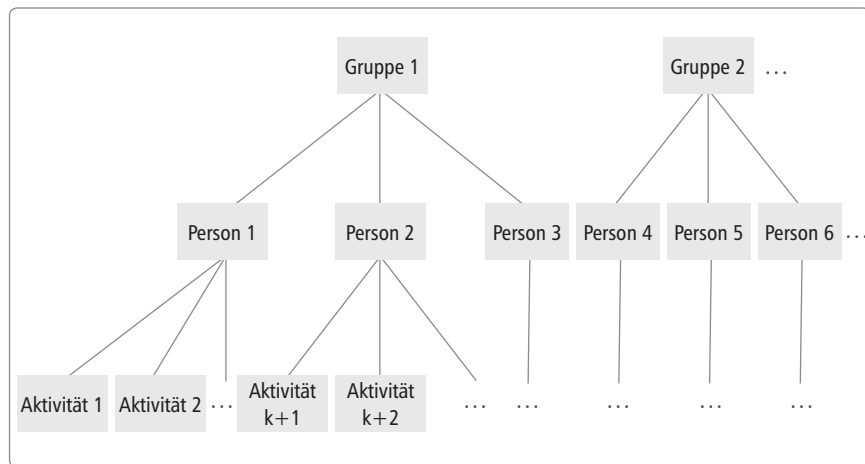 Gruppe 1 Gruppe 2 ...
Person 1 Person 2 Person 3 Person 4 Person 5 Person 6 ...
Aktivität 1 Aktivität 2 ... Aktivität k+1 Aktivität k+2 ... ... ... ... ...